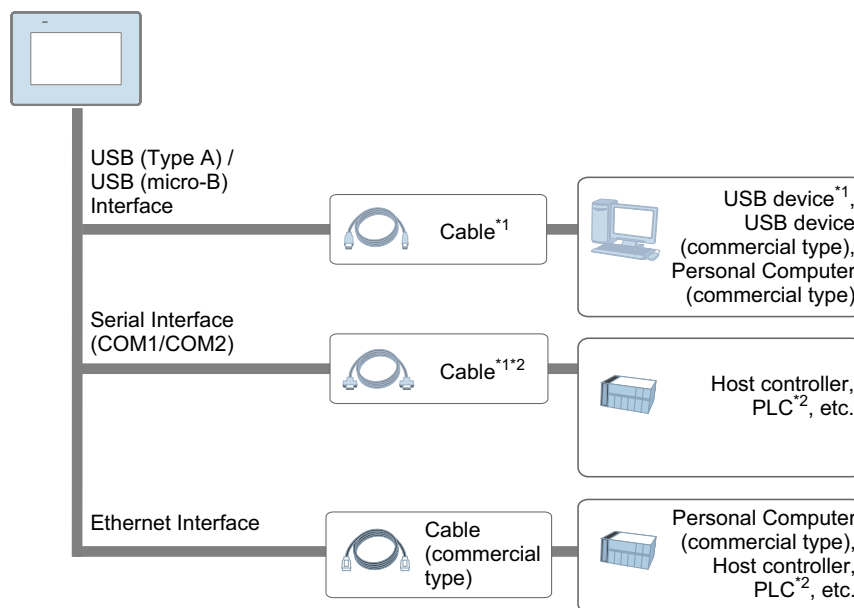 USB (Type A) /
USB (micro-B)
Interface
Cable*1
USB device*1,
USB device
(commercial type),
Personal Computer
(commercial type)
Serial Interface
(COM1/COM2)
Cable*1*2
Host controller,
PLC*2, etc.
Ethernet Interface
Cable
(commercial
type)
Personal Computer
(commercial type),
Host controller,
PLC*2, etc.